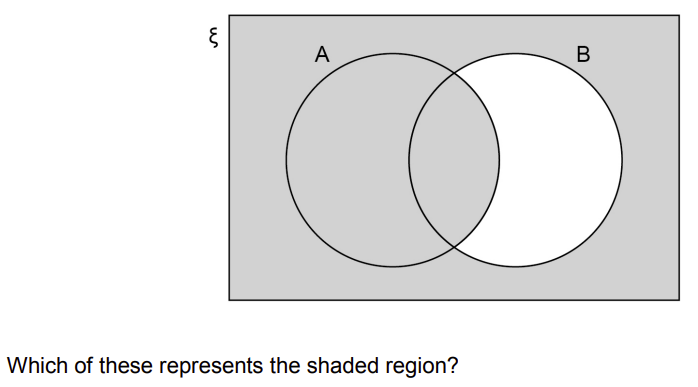 ξ
A
B
Which of these represents the shaded region?